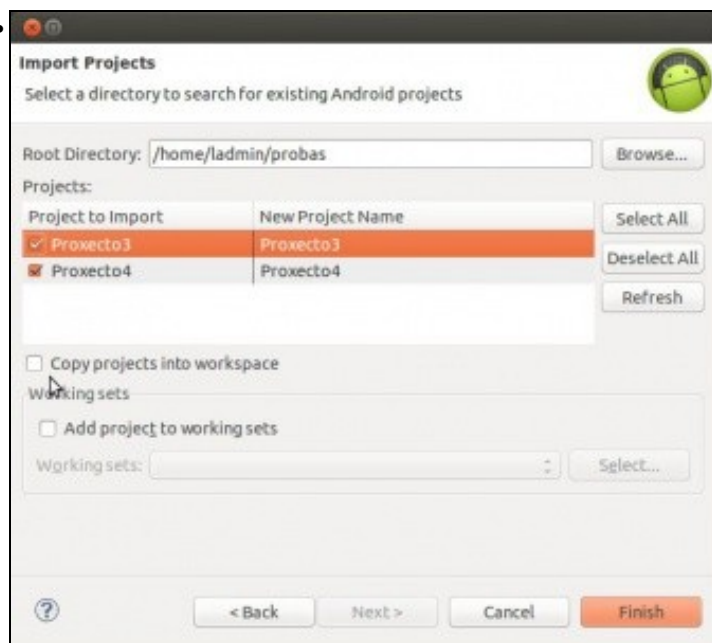 Import Projects
Select a directory to search for existing Android projects
Root Directory: /home/ladmin/probas Browse...
Projects:
Project to Import New Project Name Select All
Proxecto3 Proxecto3
Deselect All
Proxecto4 Proxecto4
Refresh
Copy projects into workspace
Working sets
Add project to working sets
Working sets: Select...
? < Back Next > Cancel Finish